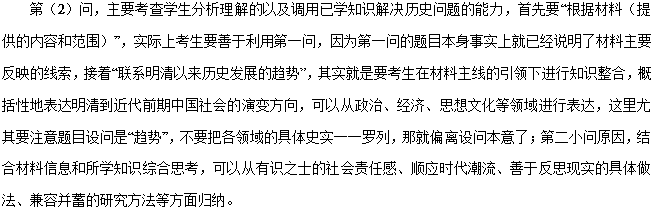 第（2）问，主要考查学生分析理解的以及调用已学知识解决历史问题的能力，首先要“根据材料（提
供的内容和范围）”，实际上考生要善于利用第一问，因为第一问的题目本身事实上就已经说明了材料主要
反映的线索，接着“联系明清以来历史发展的趋势”，其实就是要考生在材料主线的引领下进行知识整合，概
括性地表达明清到近代前期中国社会的演变方向，可以从政治、经济、思想文化等领域进行表达，这里尤
其要注意题目设问是“趋势”，不要把各领域的具体史实一一罗列，那就偏离设问本意了；第二小问原因，结
合材料信息和所学知识综合思考，可以从有识之士的社会责任感、顺应时代潮流、善于反思现实的具体做
法、兼容并蓄的研究方法等方面归纳。